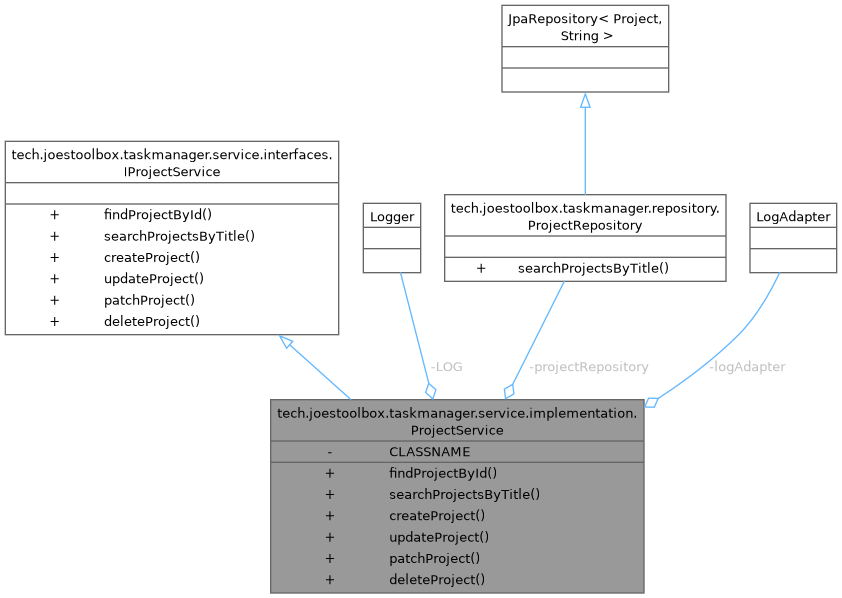 JpaRepository< Project,
String >
tech.joestoolbox.taskmanager.service.interfaces.
IProjectService
+ findProjectById()
+ searchProjectsByTitle()
+ createProject()
+ updateProject()
+ patchProject()
+ deleteProject()
Logger
tech.joestoolbox.taskmanager.repository.
ProjectRepository
+ searchProjectsByTitle()
LogAdapter
-LOG
-projectRepository
-logAdapter
tech.joestoolbox.taskmanager.service.implementation.
ProjectService
- CLASSNAME
+ findProjectById()
+ searchProjectsByTitle()
+ createProject()
+ updateProject()
+ patchProject()
+ deleteProject()